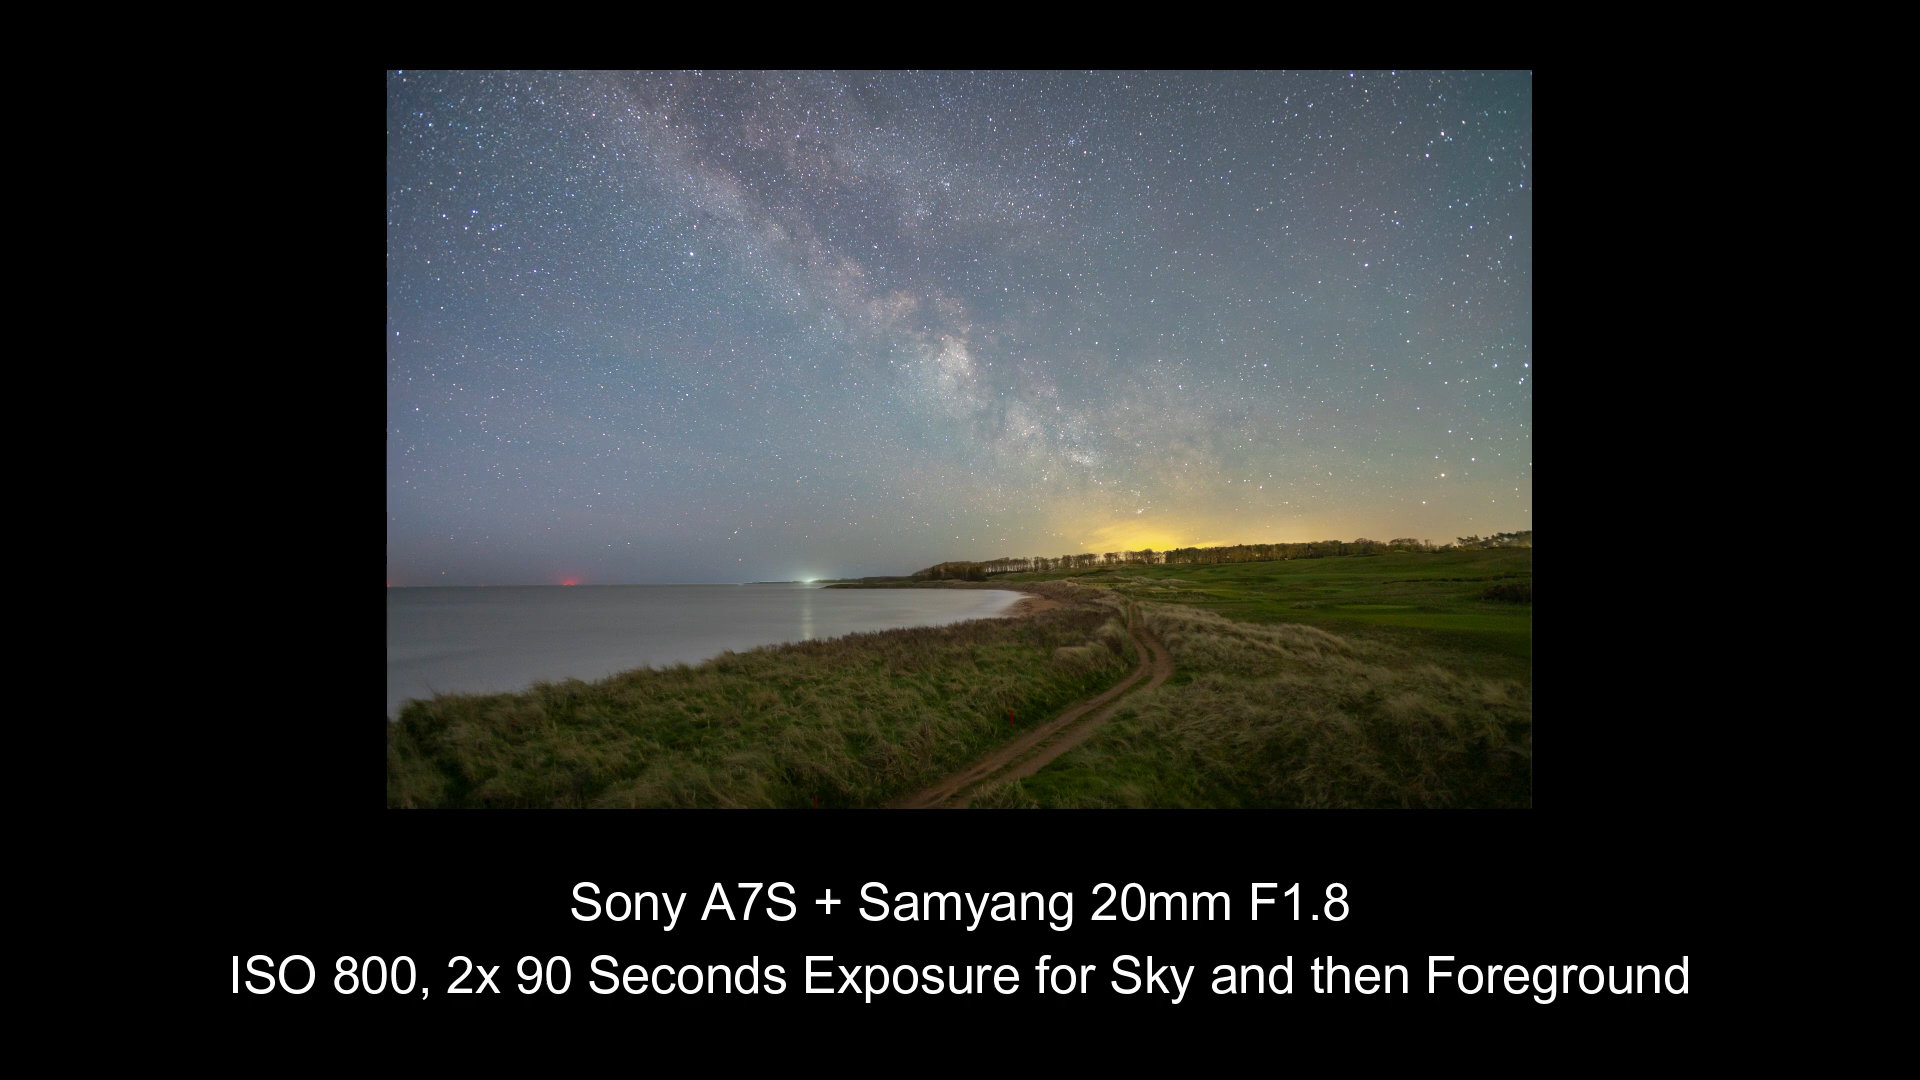 Sony A7S + Samyang 20mm F1.8
ISO 800, 2x 90 Seconds Exposure for Sky and then Foreground